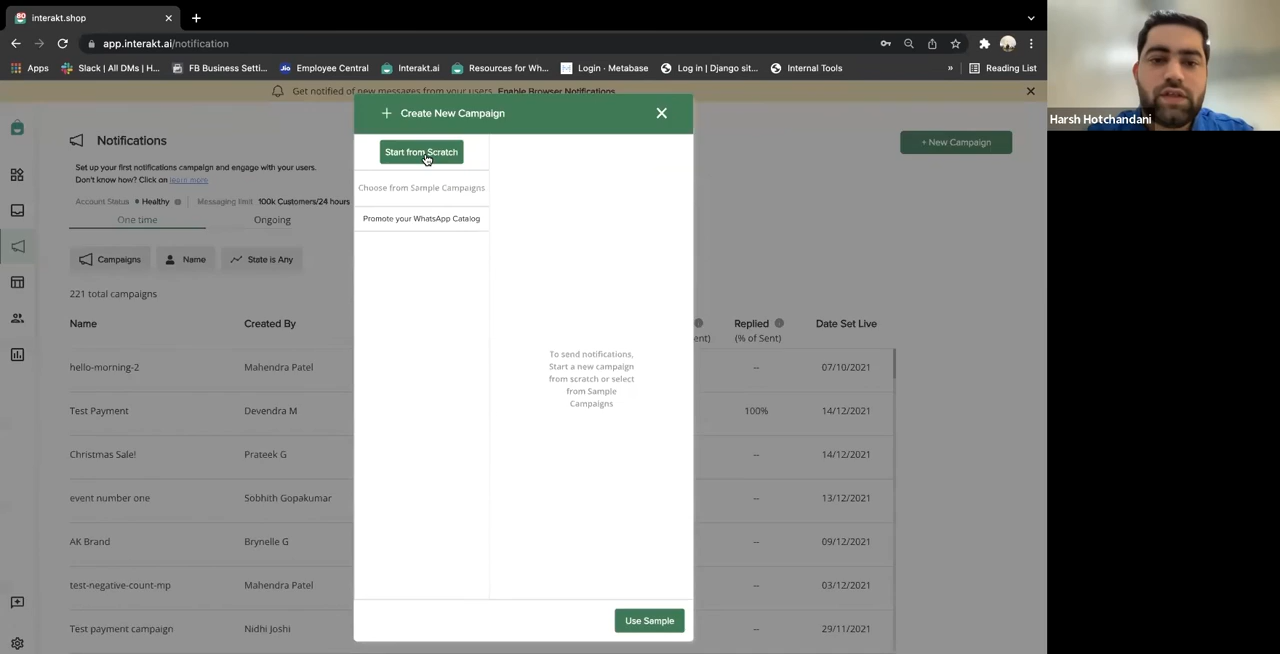 80
interakt.shop
app.interakt.ai/notification
Apps
Slack | All DMs | H...
FB Business Setti...
Jio
Employee Central
Interakt.ai
Resources for Wh...
Login · Metabase
Log in | Django sit...
Internal Tools
»
Reading List
Get notified of new messages from your users. Enable Browser Notifications
Harsh Hotchandani
Notifications
+ New Campaign
Set up your first notifications campaign and engage with your users.
Don't know how? Click on learn more
Account Status Healthy Messaging limit 100k Customers/24 hours
One time
Ongoing
Campaigns
Name
State is Any
221 total campaigns
Name
Created By
ent)
Replied
(% of Sent)
Date Set Live
hello-morning-2
Mahendra Patel
--
07/10/2021
Test Payment
Devendra M
100%
14/12/2021
Christmas Sale!
Prateek G
--
14/12/2021
event number one
Sobhith Gopakumar
--
13/12/2021
AK Brand
Brynelle G
--
09/12/2021
test-negative-count-mp
Mahendra Patel
--
03/12/2021
Test payment campaign
Nidhi Joshi
--
29/11/2021
+ Create New Campaign
Start from Scratch
Choose from Sample Campaigns
Promote your WhatsApp Catalog
To send notifications,
Start a new campaign
from scratch or select
from Sample
Campaigns
Use Sample